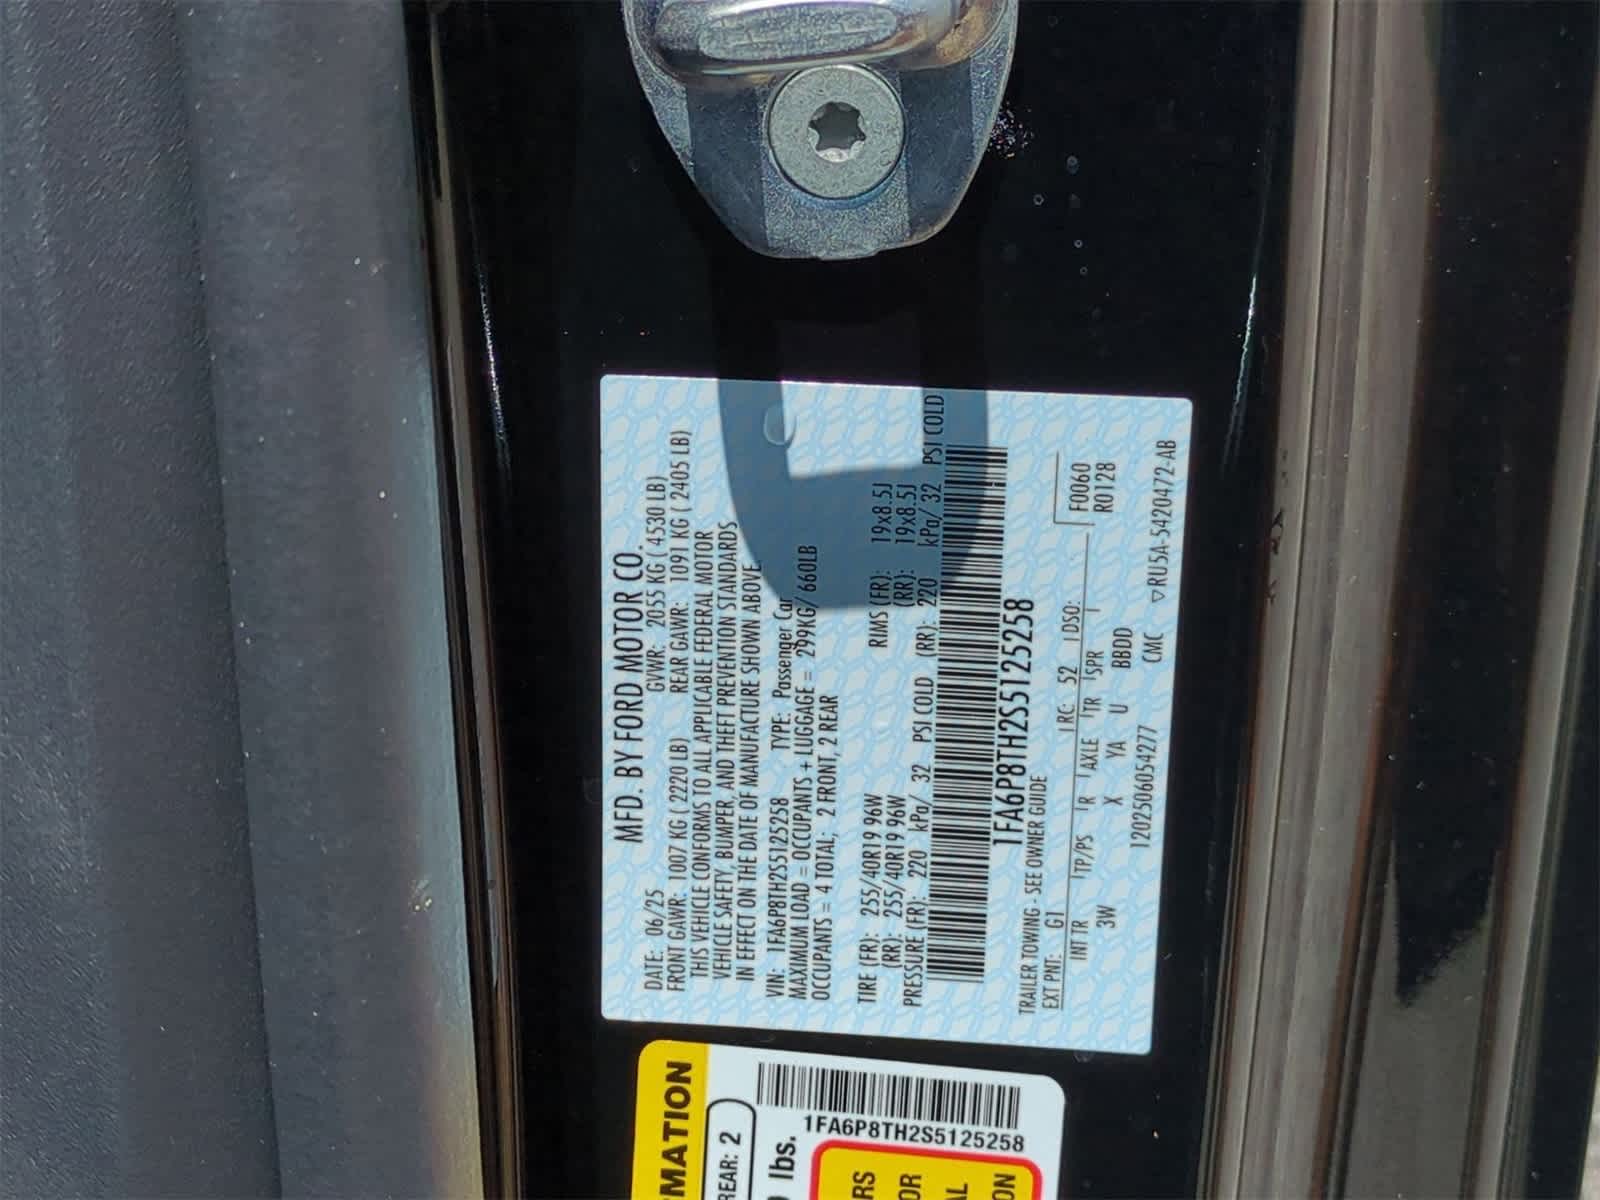 MFD. BY FORD MOTOR CO.
DATE: 06/25 GVWR: 2055 KG ( 4530 LB)
FRONT GAWR: 1007 KG ( 2220 LB) REAR GAWR: 1091 KG ( 2405 LB)
THIS VEHICLE CONFORMS TO ALL APPLICABLE FEDERAL MOTOR
VEHICLE SAFETY, BUMPER, AND THEFT PREVENTION STANDARDS
IN EFFECT ON THE DATE OF MANUFACTURE SHOWN ABOVE.
VIN: 1FA6P8TH2S5125258 TYPE: Passenger Car
MAXIMUM LOAD = OCCUPANTS + LUGGAGE = 299KG/ 660LB
OCCUPANTS = 4 TOTAL; 2 FRONT, 2 REAR
TIRE (FR): 255/40R19 96W RIMS (FR): 19x8.5J
(RR): 255/40R19 96W (RR): 19x8.5J
PRESSURE (FR): 220 kPa/ 32 PSI COLD (RR): 220 kPa/ 32 PSI COLD
1FA6P8TH2S5125258
TRAILER TOWING - SEE OWNER GUIDE
EXT PNT: G1 RC: 52 DSO: F0060
INT TR TP/PS R AXLE TR SPR R0128
3W X YA U BBDD
1202506054277 CMC ▽RU5A-5420472-AB
RMATION
REAR: 2
lbs.
1FA6P8TH2S5125258
RS
OR
AL
ON